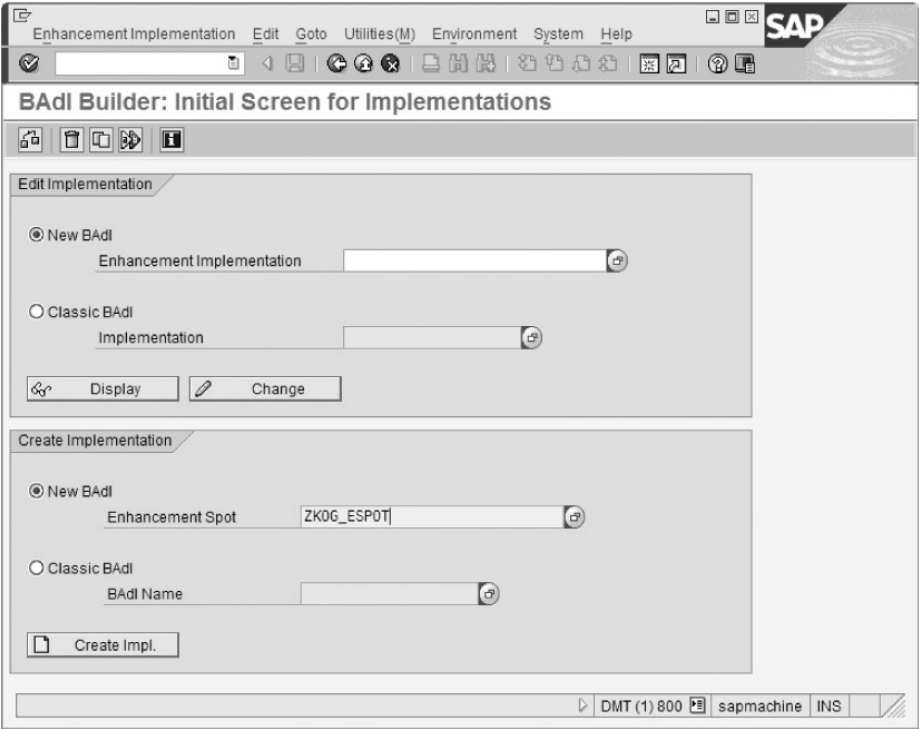 SAP
Enhancement Implementation Edit Goto Utilities(M) Environment System Help
BAdI Builder: Initial Screen for Implementations
Edit Implementation
New BAdI
Enhancement Implementation
Classic BAdI
Implementation
Display Change
Create Implementation
New BAdI
Enhancement Spot ZKOG_ESPOT
Classic BAdI
BAdI Name
Create Impl.
DMT (1) 800 sapmachine INS